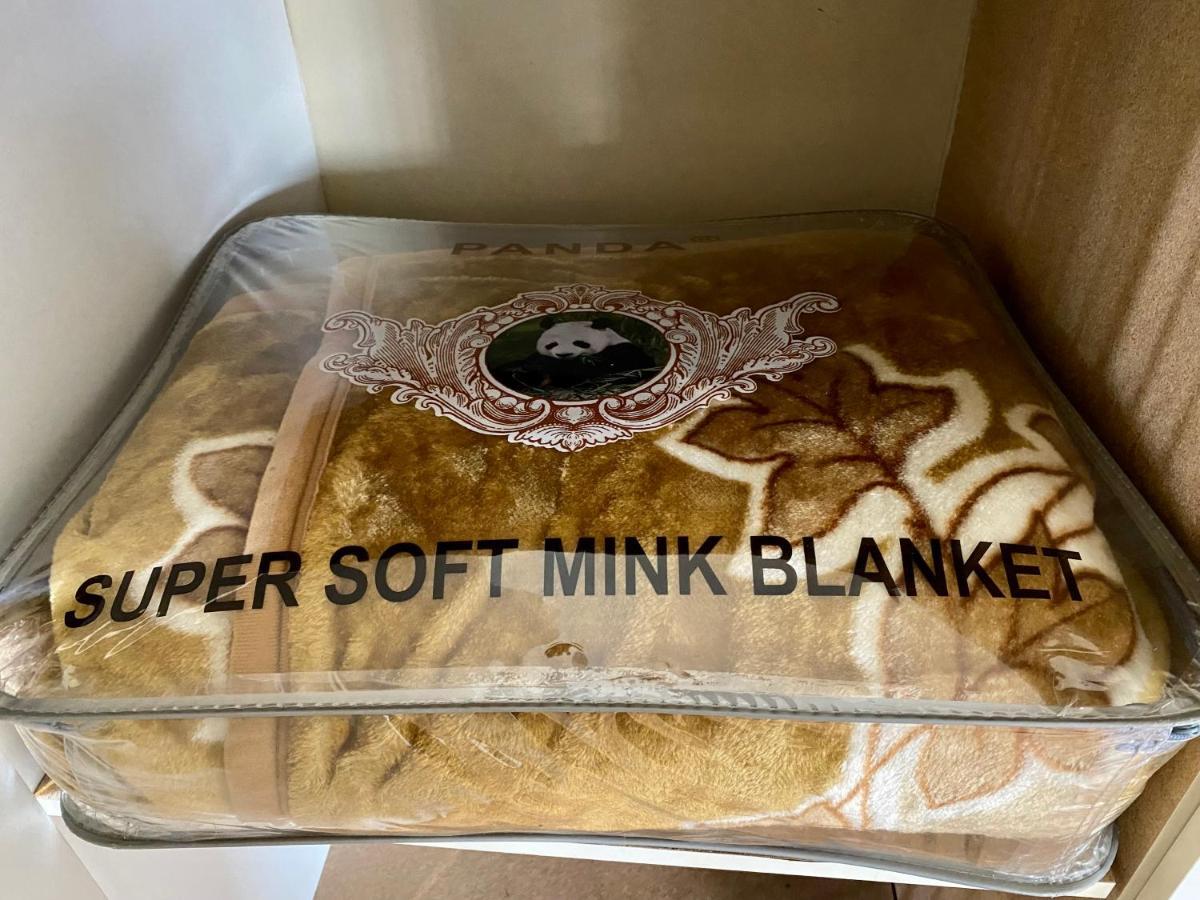 PANDA®
SUPER SOFT MINK BLANKET